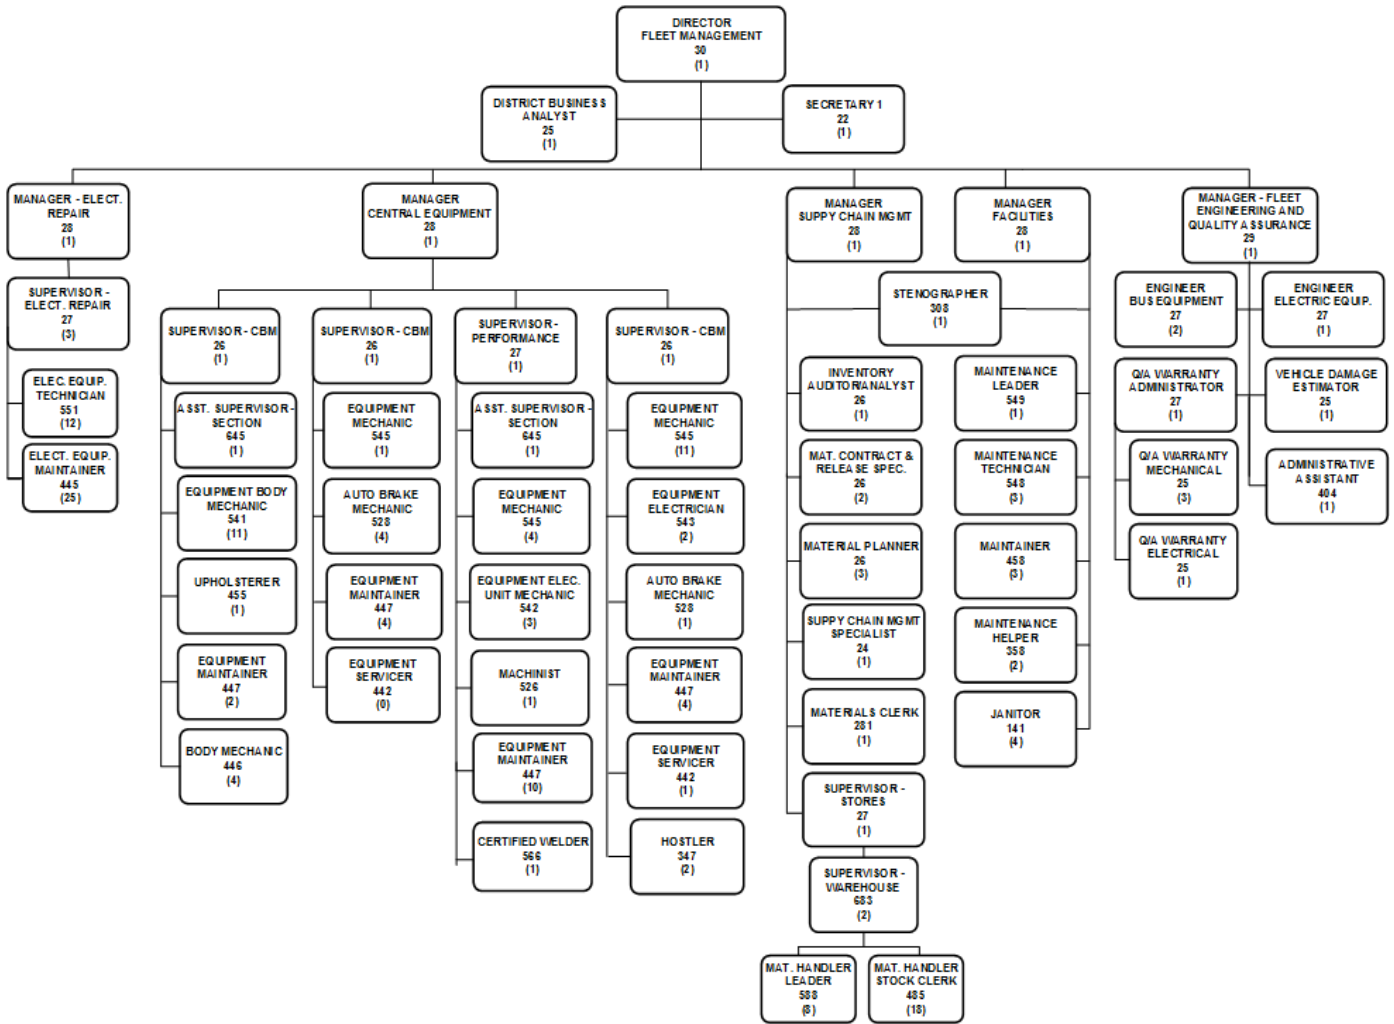 DIRECTOR
FLEET MANAGEMENT
30
(1)
DISTRICT BUSINESS
ANALYST
25
(1)
SECRETARY 1
22
(1)
MANAGER - ELECT.
REPAIR
28
(1)
SUPERVISOR -
ELECT. REPAIR
27
(3)
ELEC. EQUIP.
TECHNICIAN
551
(12)
ELECT. EQUIP.
MAINTAINER
445
(25)
MANAGER
CENTRAL EQUIPMENT
28
(1)
SUPERVISOR - CBM
26
(1)
ASST. SUPERVISOR -
SECTION
645
(1)
EQUIPMENT BODY
MECHANIC
541
(11)
UPHOLSTERER
455
(1)
EQUIPMENT
MAINTAINER
447
(2)
BODY MECHANIC
446
(4)
SUPERVISOR - CBM
26
(1)
EQUIPMENT
MECHANIC
545
(1)
AUTO BRAKE
MECHANIC
528
(4)
EQUIPMENT
MAINTAINER
447
(4)
EQUIPMENT
SERVICER
442
(0)
SUPERVISOR -
PERFORMANCE
27
(1)
ASST. SUPERVISOR -
SECTION
645
(1)
EQUIPMENT
MECHANIC
545
(4)
EQUIPMENT ELEC.
UNIT MECHANIC
542
(3)
MACHINIST
526
(1)
EQUIPMENT
MAINTAINER
447
(10)
CERTIFIED WELDER
566
(1)
SUPERVISOR - CBM
26
(1)
EQUIPMENT
MECHANIC
545
(11)
EQUIPMENT
ELECTRICIAN
543
(2)
AUTO BRAKE
MECHANIC
528
(1)
EQUIPMENT
MAINTAINER
447
(4)
EQUIPMENT
SERVICER
442
(1)
HOSTLER
347
(2)
MANAGER
SUPPY CHAIN MGMT
28
(1)
MANAGER
FACILITIES
28
(1)
STENOGRAPHER
308
(1)
INVENTORY
AUDITOR/ANALYST
26
(1)
MAT. CONTRACT &
RELEASE SPEC.
26
(2)
MATERIAL PLANNER
26
(3)
SUPPY CHAIN MGMT
SPECIALIST
24
(1)
MATERIALS CLERK
281
(1)
SUPERVISOR -
STORES
27
(1)
SUPERVISOR -
WAREHOUSE
683
(2)
MAT. HANDLER
LEADER
588
(8)
MAT. HANDLER
STOCK CLERK
485
(18)
MAINTENANCE
LEADER
549
(1)
MAINTENANCE
TECHNICIAN
548
(3)
MAINTAINER
458
(3)
MAINTENANCE
HELPER
358
(2)
JANITOR
141
(4)
MANAGER - FLEET
ENGINEERING AND
QUALITY ASSURANCE
29
(1)
ENGINEER
BUS EQUIPMENT
27
(2)
ENGINEER
ELECTRIC EQUIP.
27
(1)
Q/A WARRANTY
ADMINISTRATOR
27
(1)
VEHICLE DAMAGE
ESTIMATOR
25
(1)
Q/A WARRANTY
MECHANICAL
25
(3)
ADMINISTRATIVE
ASSISTANT
404
(1)
Q/A WARRANTY
ELECTRICAL
25
(1)